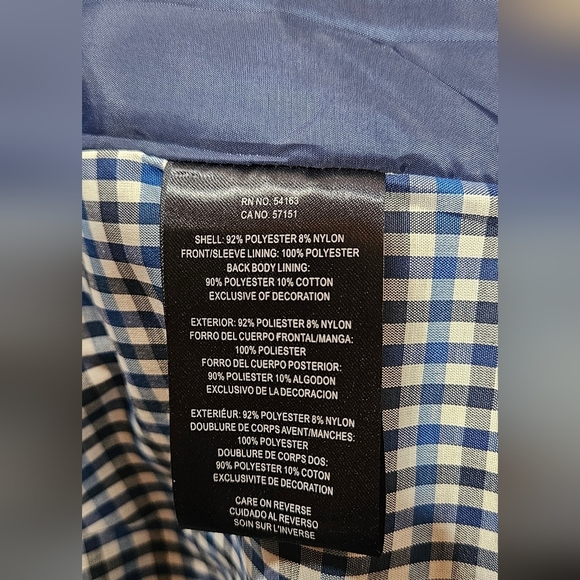 RN NO. 54163
CA NO. 57151
SHELL: 92% POLYESTER 8% NYLON
FRONT/SLEEVE LINING: 100% POLYESTER
BACK BODY LINING:
90% POLYESTER 10% COTTON
EXCLUSIVE OF DECORATION
EXTERIOR: 92% POLIESTER 8% NYLON
FORRO DEL CUERPO FRONTAL/MANGA:
100% POLIESTER
FORRO DEL CUERPO POSTERIOR:
90% POLIESTER 10% ALGODON
EXCLUSIVO DE LA DECORACION
EXTERIÉUR: 92% POLYESTER 8% NYLON
DOUBLURE DE CORPS AVENT/MANCHES:
100% POLYESTER
DOUBLURE DE CORPS DOS:
90% POLYESTER 10% COTON
EXCLUSIVITE DE DECORATION
CARE ON REVERSE
CUIDADO AL REVERSO
SOIN SUR L'INVERSE